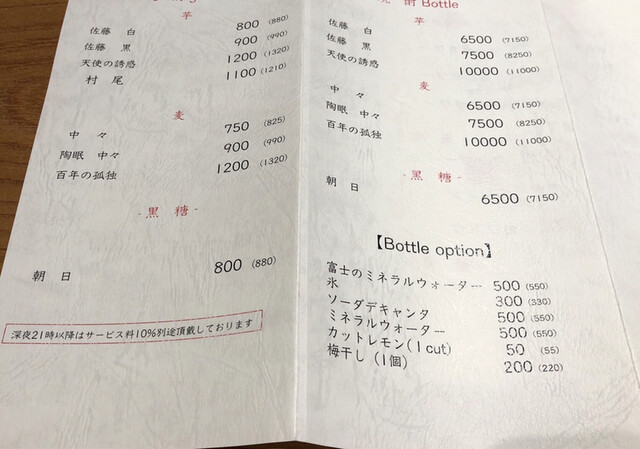 芋
佐藤 白 800 (880)
佐藤 黒 900 (990)
天使の誘惑 1200 (1320)
村 尾 1100 (1210)
麦
中 々 750 (825)
陶眠 中々 900 (990)
百年の孤独 1200 (1320)
- 黒 糖 -
朝 日 800 (880)
深夜21時以降はサービス料10%別途頂戴しております
酎 Bottle
芋
佐藤 白 6500 (7150)
佐藤 黒 7500 (8250)
天使の誘惑 10000 (11000)
麦
中 々 6500 (7150)
陶眠 中々 7500 (8250)
百年の孤独 10000 (11000)
- 黒 糖 -
朝 日 6500 (7150)
【Bottle option】
富士のミネラルウォーター 500 (550)
氷 300 (330)
ソーダデキャンタ 500 (550)
ミネラルウォーター 500 (550)
カットレモン(1cut) 50 (55)
梅干し (1個) 200 (220)